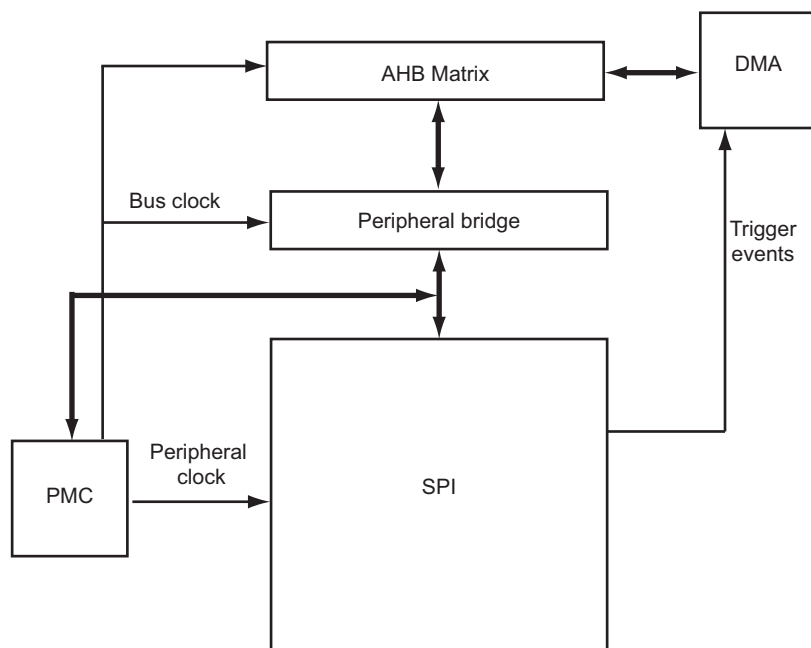 AHB Matrix
DMA
Bus clock
Peripheral bridge
Trigger
events
Peripheral
clock
PMC
SPI